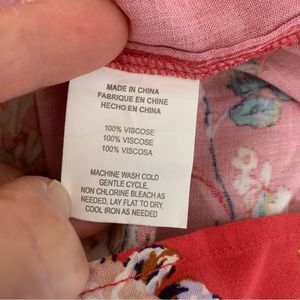 MADE IN CHINA
FABRIQUE EN CHINE
HECHO EN CHINA
100% VISCOSE
100% VISCOSE
100% VISCOSA
MACHINE WASH COLD
GENTLE CYCLE,
NON CHLORINE BLEACH AS
NEEDED, LAY FLAT TO DRY,
COOL IRON AS NEEDED